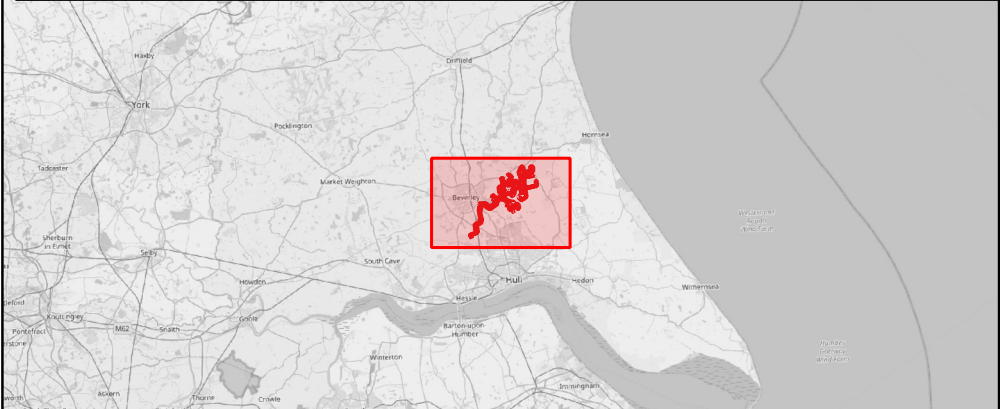 Haxby
Driffield
York
Pocklington
Hornsea
Tadcaster
Market Weighton
Beverley
Sherburn
in Elmet
Selby
South Cave
Howden
Hull
Hedon
Withernsea
Hessle
Goole
Knottingley
M62
Snaith
Pontefract
Barton-upon-
Humber
Winterton
Immingham
Askern
Thorne
Crowle